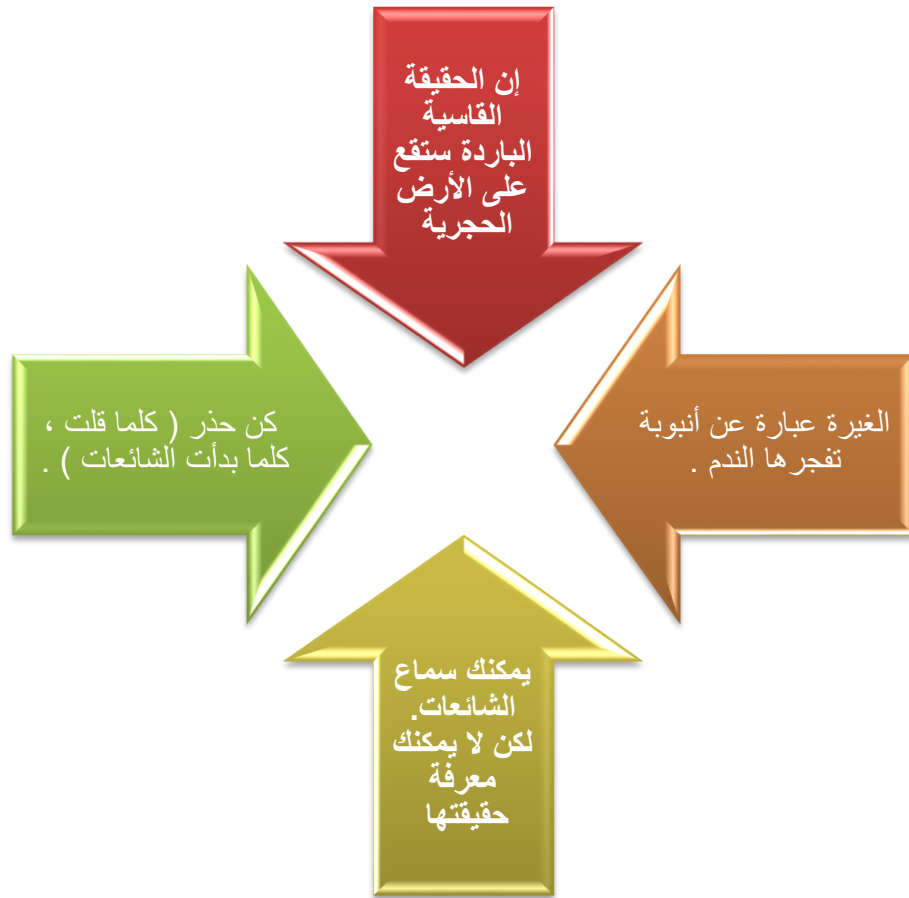 إن الحقيقة
القاسية
الباردة ستقع
على الأرض
الحجرية
الغيرة عبارة عن أنبوبة
تفجرها الندم .
كن حذر ( كلما قلت ،
كلما بدأت الشائعات ) .
يمكنك سماع
الشائعات.
لكن لا يمكنك
معرفة
حقيقتها